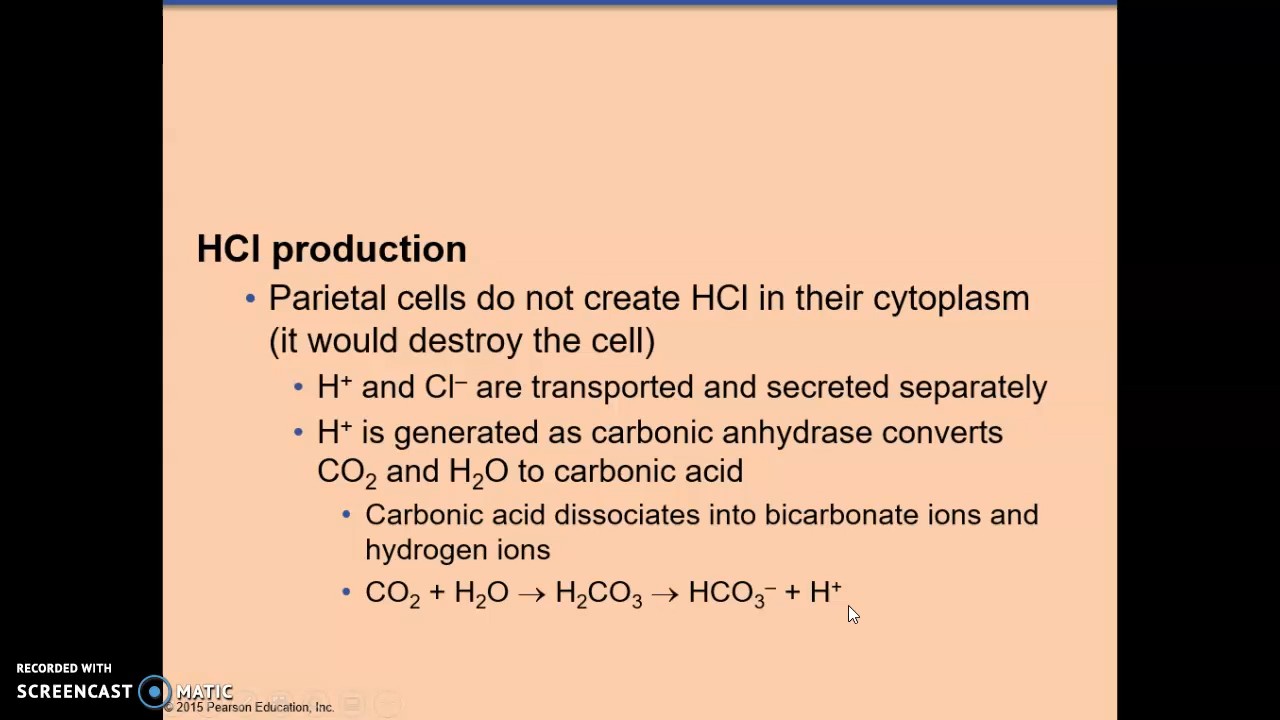 HCl production
• Parietal cells do not create HCl in their cytoplasm
(it would destroy the cell)
• H⁺ and Cl⁻ are transported and secreted separately
• H⁺ is generated as carbonic anhydrase converts
CO₂ and H₂O to carbonic acid
• Carbonic acid dissociates into bicarbonate ions and
hydrogen ions
• CO₂ + H₂O → H₂CO₃ → HCO₃⁻ + H⁺
RECORDED WITH
SCREENCAST MATIC
© 2015 Pearson Education, Inc.